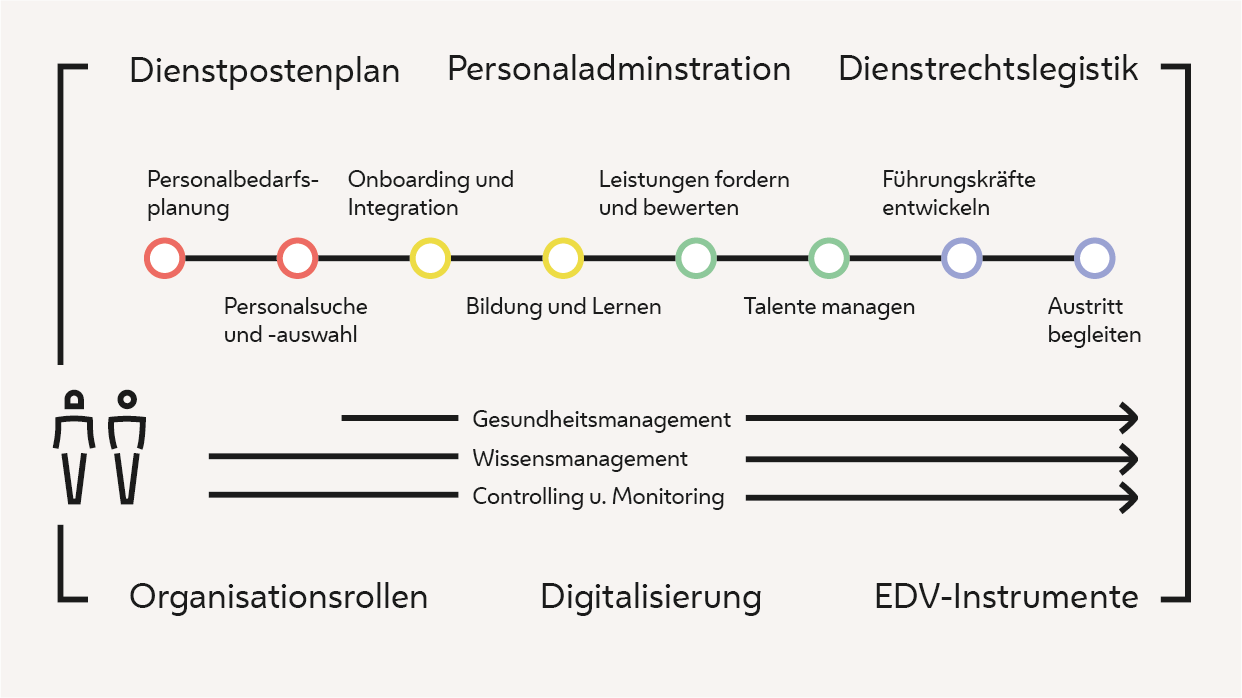 Dienstpostenplan
Personaladminstration
Dienstrechtslegistik
Personalbedarfs-
planung
Onboarding und
Integration
Leistungen fordern
und bewerten
Führungskräfte
entwickeln
Personalsuche
und -auswahl
Bildung und Lernen
Talente managen
Austritt
begleiten
Gesundheitsmanagement
Wissensmanagement
Controlling u. Monitoring
Organisationsrollen
Digitalisierung
EDV-Instrumente